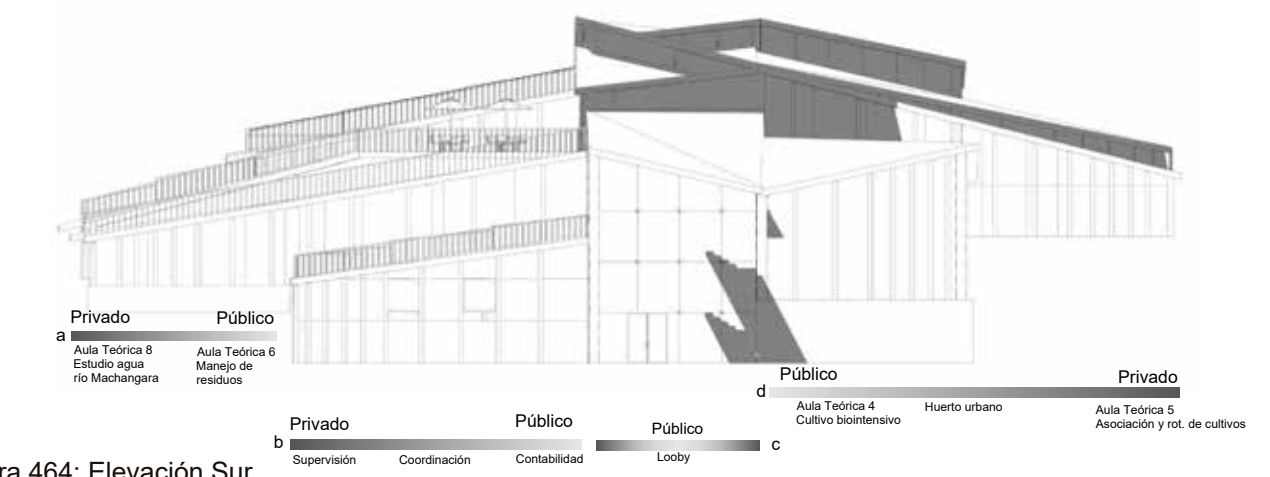 Privado Público
a
Aula Teórica 8
Estudio agua
río Machangara
Aula Teórica 6
Manejo de
residuos
Público Privado
d
Aula Teórica 4
Cultivo biointensivo
Huerto urbano
Aula Teórica 5
Asociación y rot. de cultivos
Privado Público
b
Supervisión Coordinación Contabilidad
Público
c
Looby
ra 464: Elevación Sur